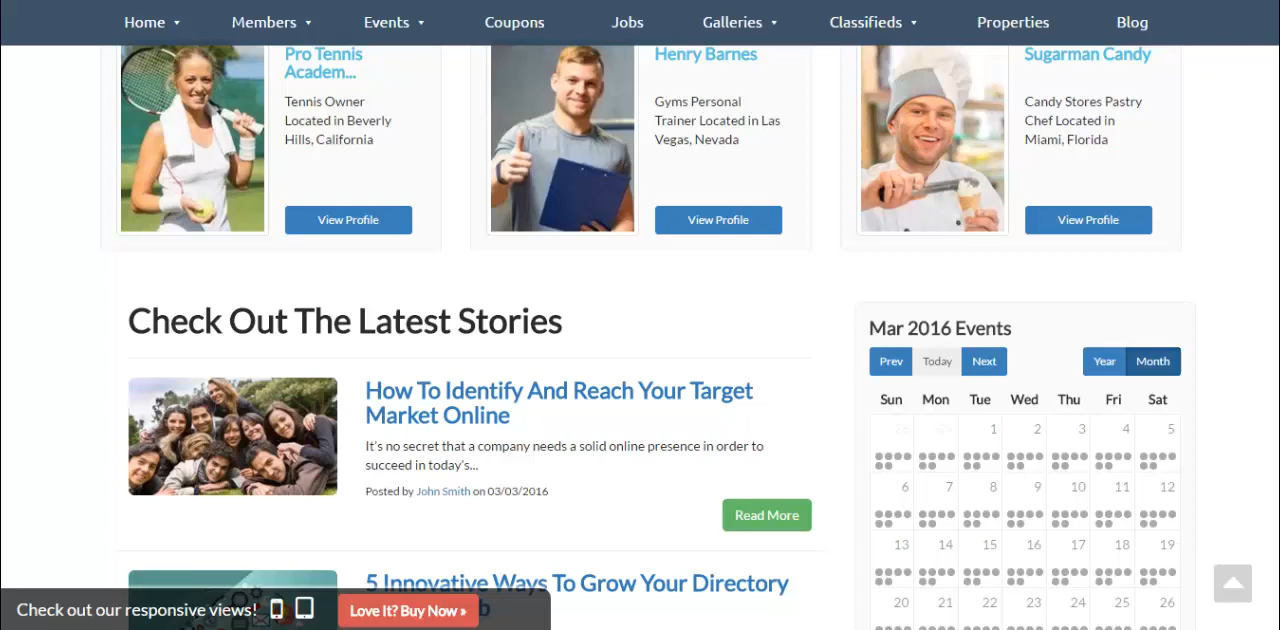 Home Members Events Coupons Jobs Galleries Classifieds Properties Blog
Pro Tennis
Academ...
Tennis Owner
Located in Beverly
Hills, California
View Profile
Henry Barnes
Gyms Personal
Trainer Located in Las
Vegas, Nevada
View Profile
Sugarman Candy
Candy Stores Pastry
Chef Located in
Miami, Florida
View Profile
Check Out The Latest Stories
How To Identify And Reach Your Target
Market Online
It's no secret that a company needs a solid online presence in order to
succeed in today's...
Posted by John Smith on 03/03/2016
Read More
5 Innovative Ways To Grow Your Directory
Mar 2016 Events
Prev Today Next Year Month
Sun Mon Tue Wed Thu Fri Sat
1 2 3 4 5
6 7 8 9 10 11 12
13 14 15 16 17 18 19
20 21 22 23 24 25 26
Check out our responsive views! Love It? Buy Now »